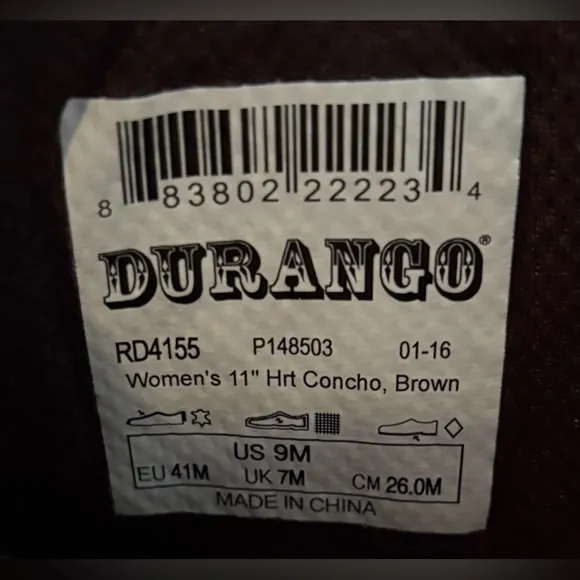 8 83802 22223 4
DURANGO®
RD4155 P148503 01-16
Women's 11" Hrt Concho, Brown
US 9M
EU 41M UK 7M CM 26.0M
MADE IN CHINA